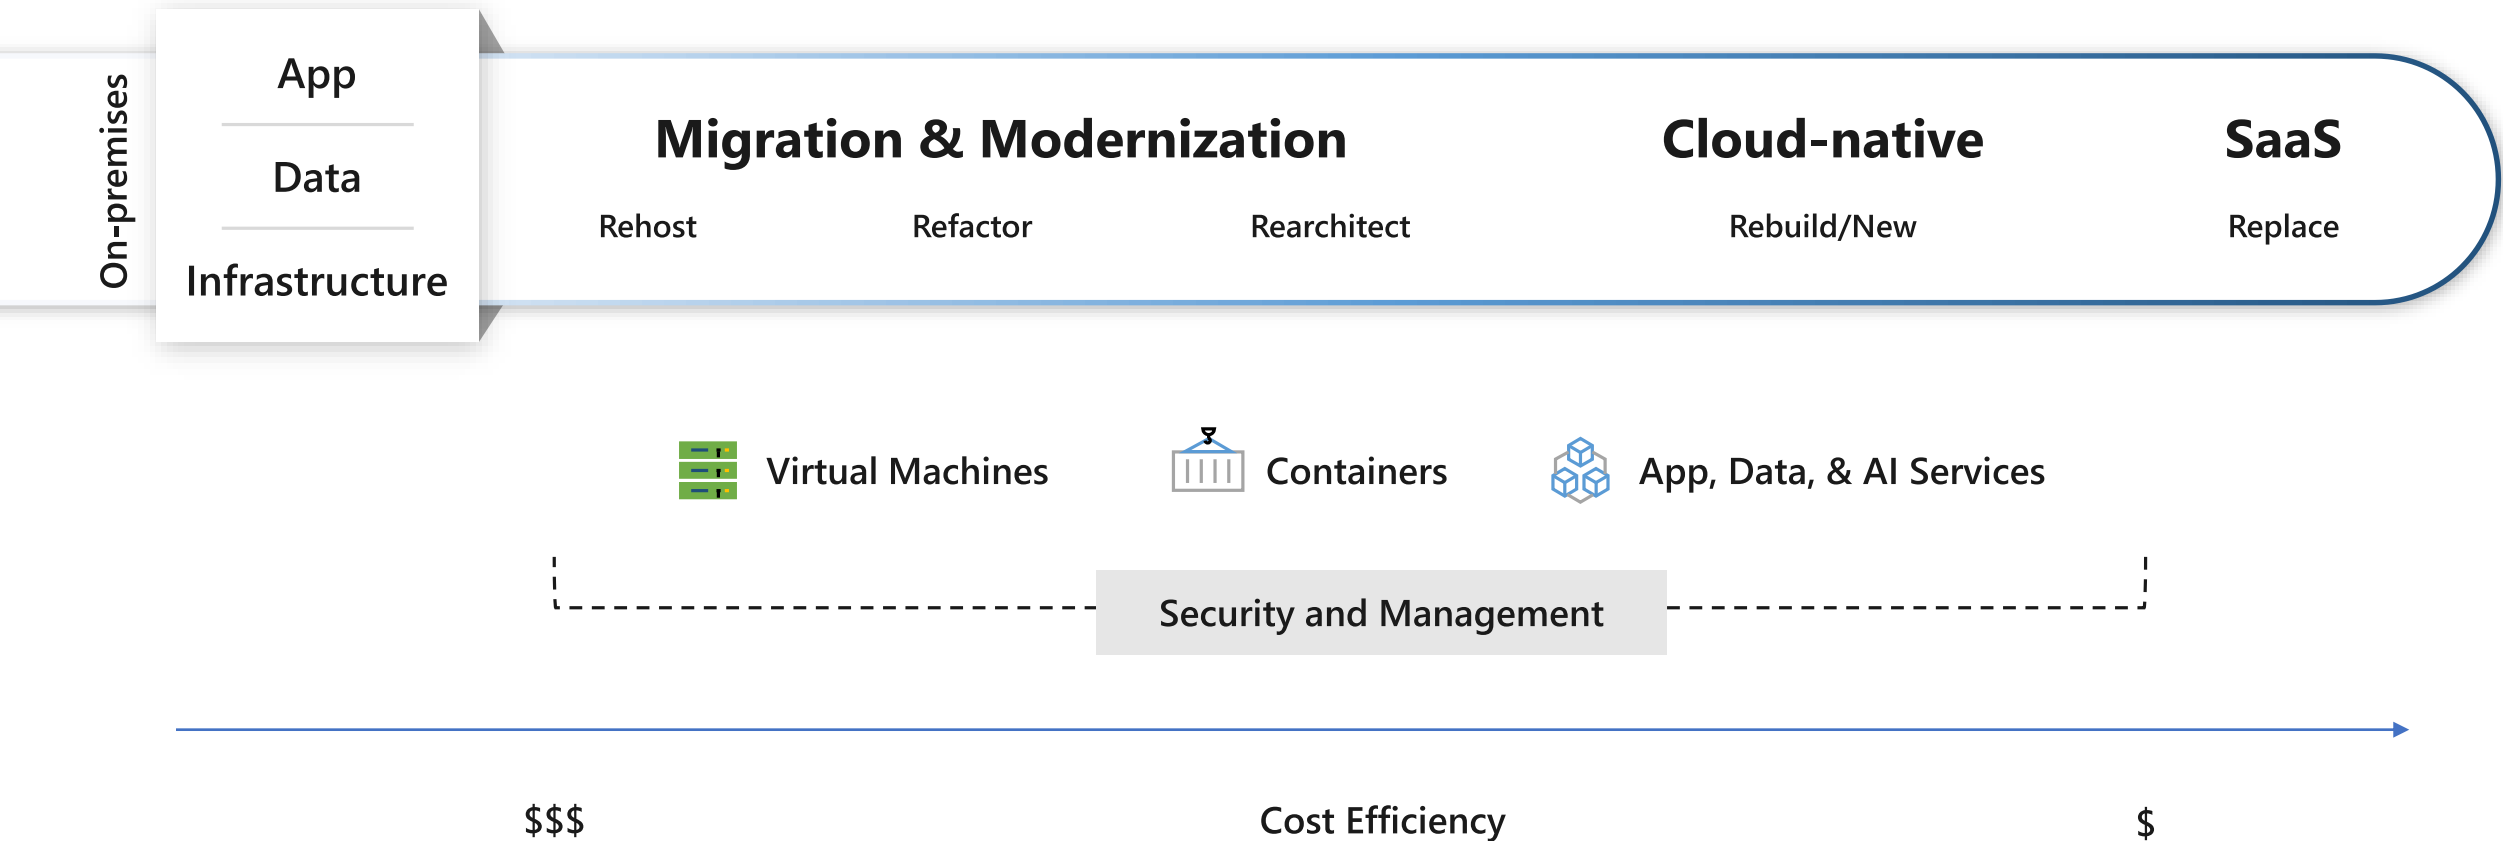 On-premises
App
Data
Infrastructure
Migration & Modernization
Cloud-native
SaaS
Rehost
Refactor
Rearchitect
Rebuild/New
Replace
Virtual Machines
Containers
App, Data, & AI Services
Security and Management
$$$
Cost Efficiency
$